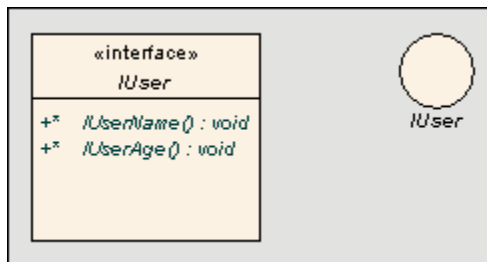 «interface»
IUser
+* IUserName() : void
+* IUserAge() : void
IUser